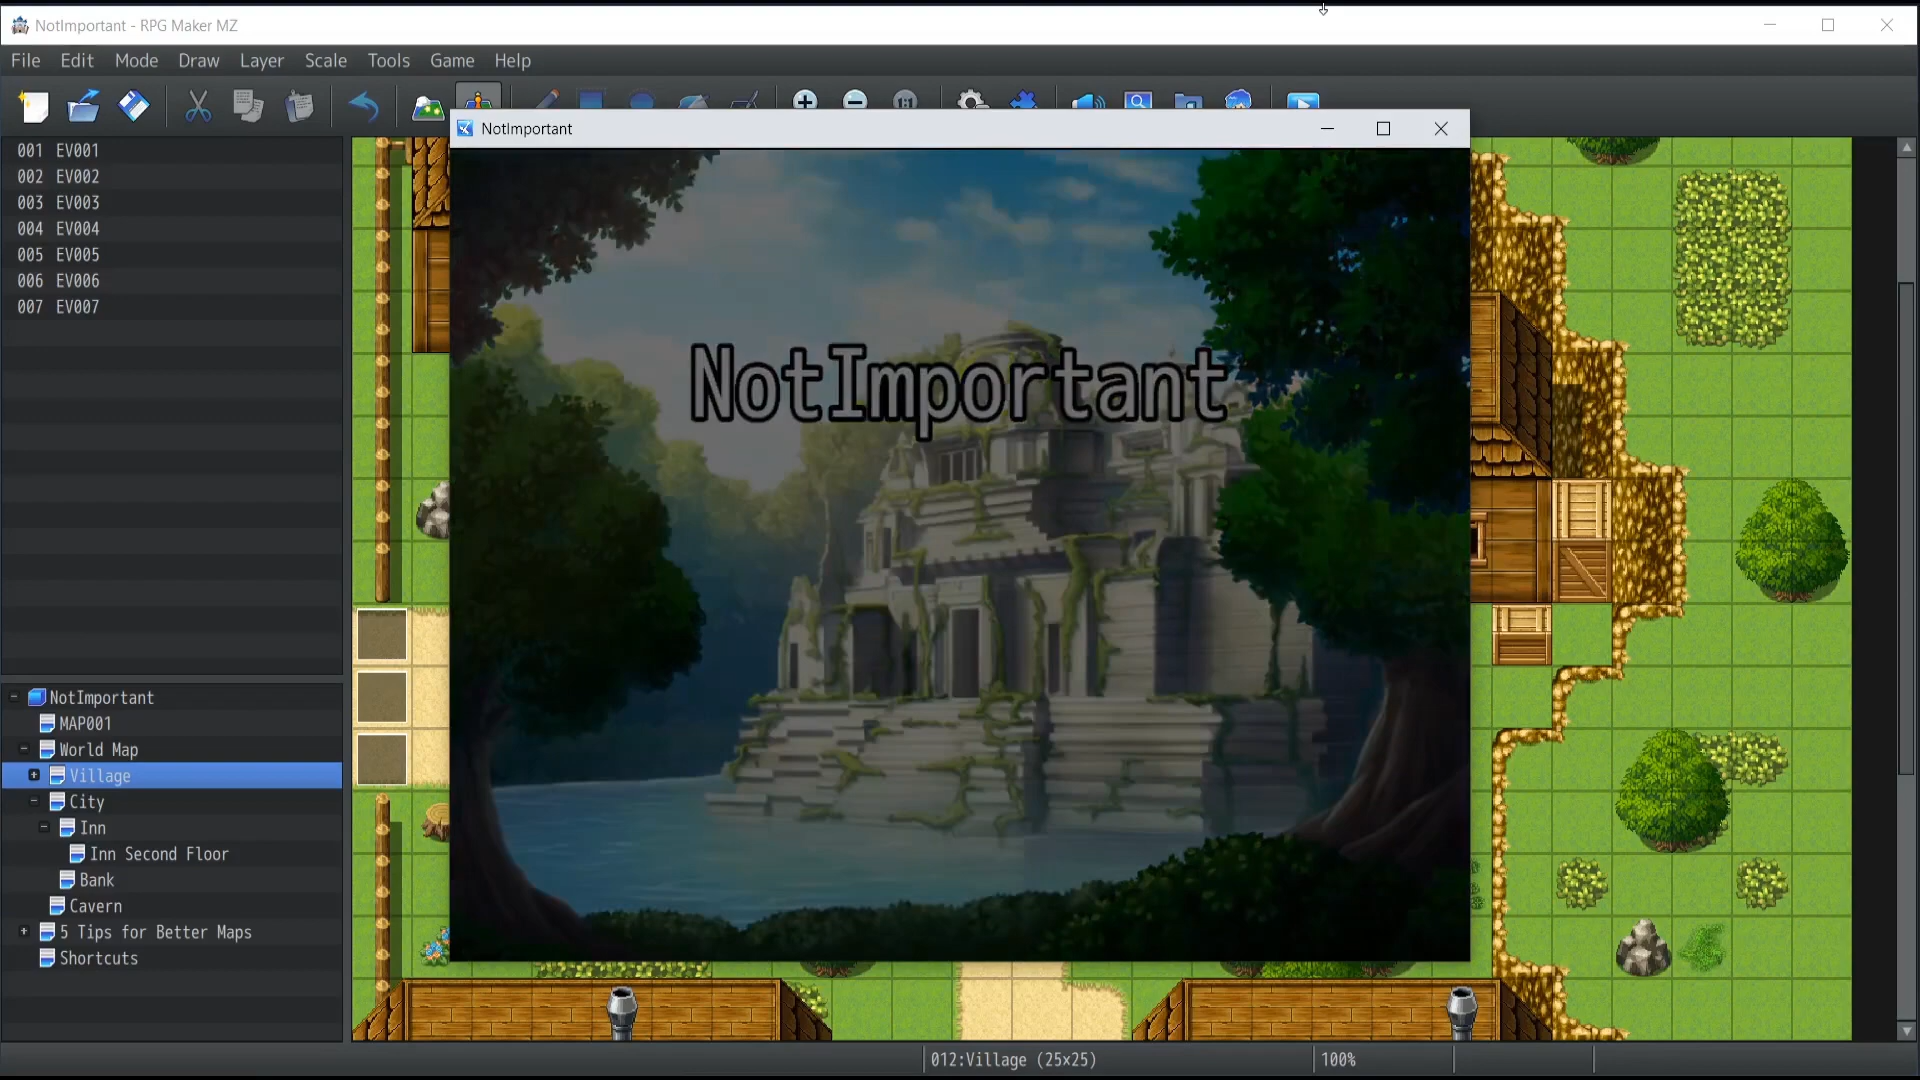 NotImportant - RPG Maker MZ
File Edit Mode Draw Layer Scale Tools Game Help
1:1
NotImportant
001 EV001
002 EV002
003 EV003
004 EV004
005 EV005
006 EV006
007 EV007
NotImportant
NotImportant
MAP001
World Map
Village
City
Inn
Inn Second Floor
Bank
Cavern
5 Tips for Better Maps
Shortcuts
012:Village (25x25) 100%